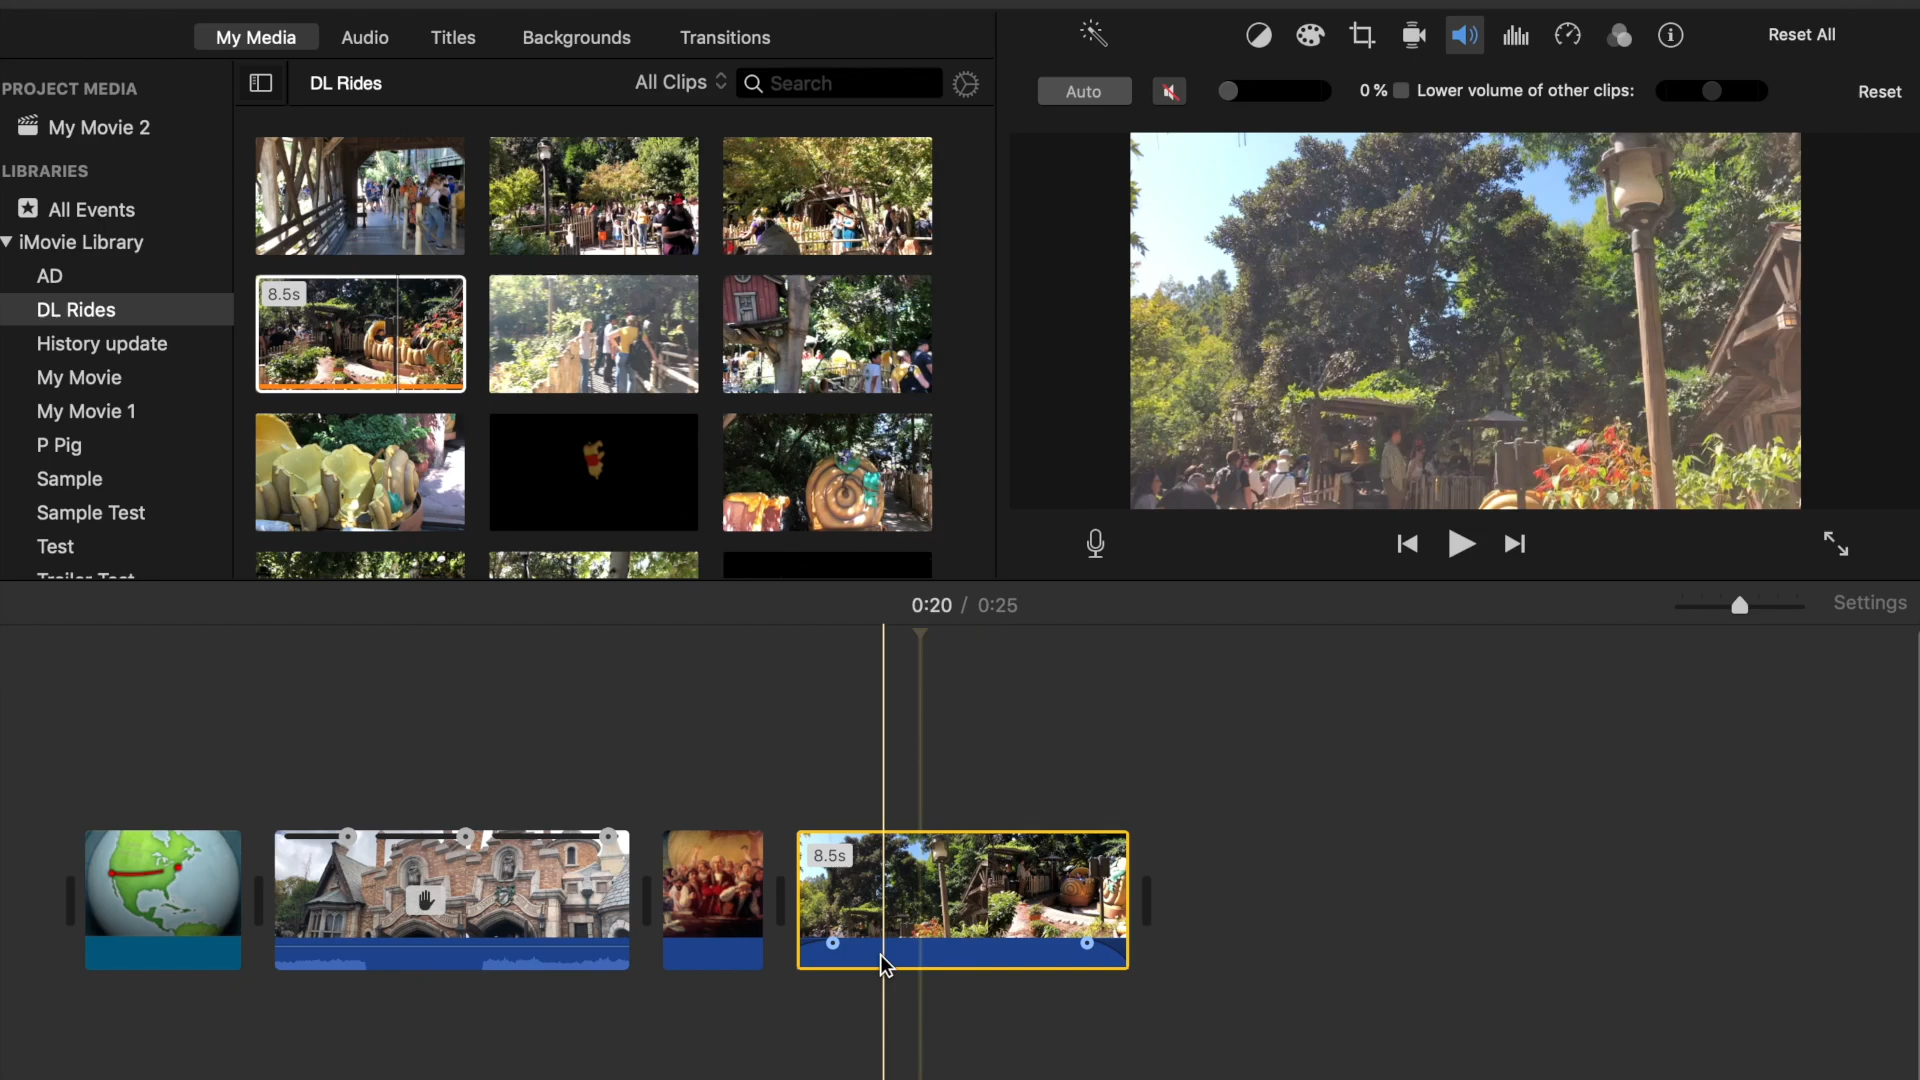 My Media Audio Titles Backgrounds Transitions
Reset All
PROJECT MEDIA
DL Rides
All Clips
Search
Auto
0 %
Lower volume of other clips:
Reset
My Movie 2
LIBRARIES
All Events
iMovie Library
AD
DL Rides
History update
My Movie
My Movie 1
P Pig
Sample
Sample Test
Test
Trailer Test
8.5s
0:20 / 0:25
Settings
8.5s